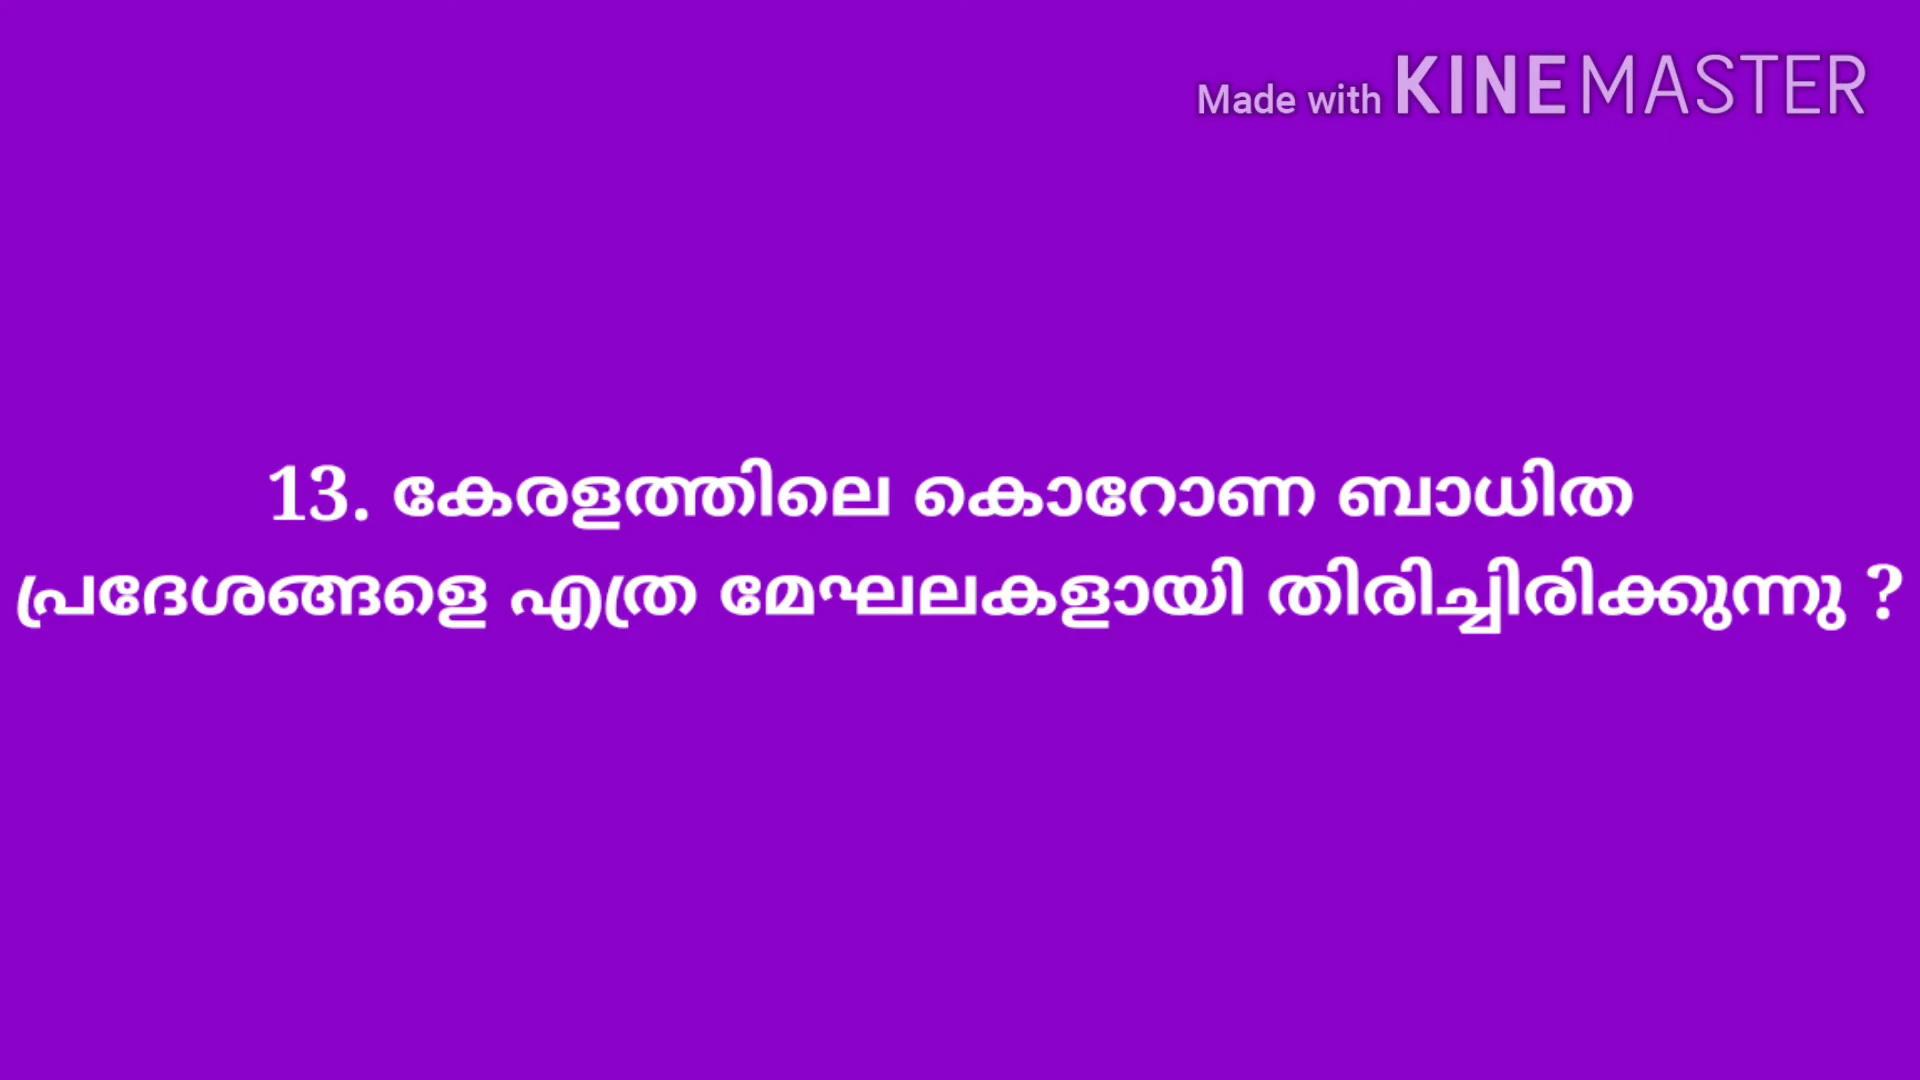 Made with KINEMASTER
13. കേരളത്തിലെ കൊറോണ ബാധിത
പ്രദേശങ്ങളെ എത്ര മേഘലകളായി തിരിച്ചിരിക്കുന്നു ?